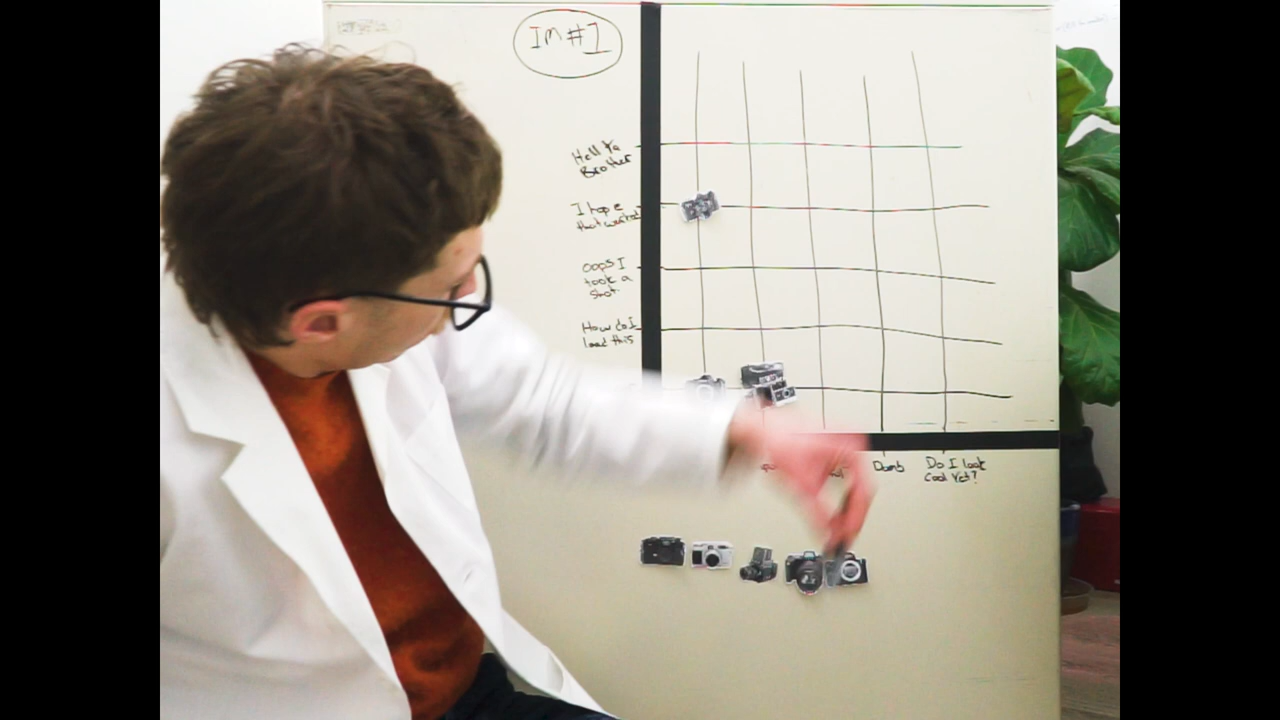 IM #1
Hell Ya
Brother
I hope
that worked
Oops I
took a
shot
How do I
load this
Dumb
Do I look
Cool Yet?